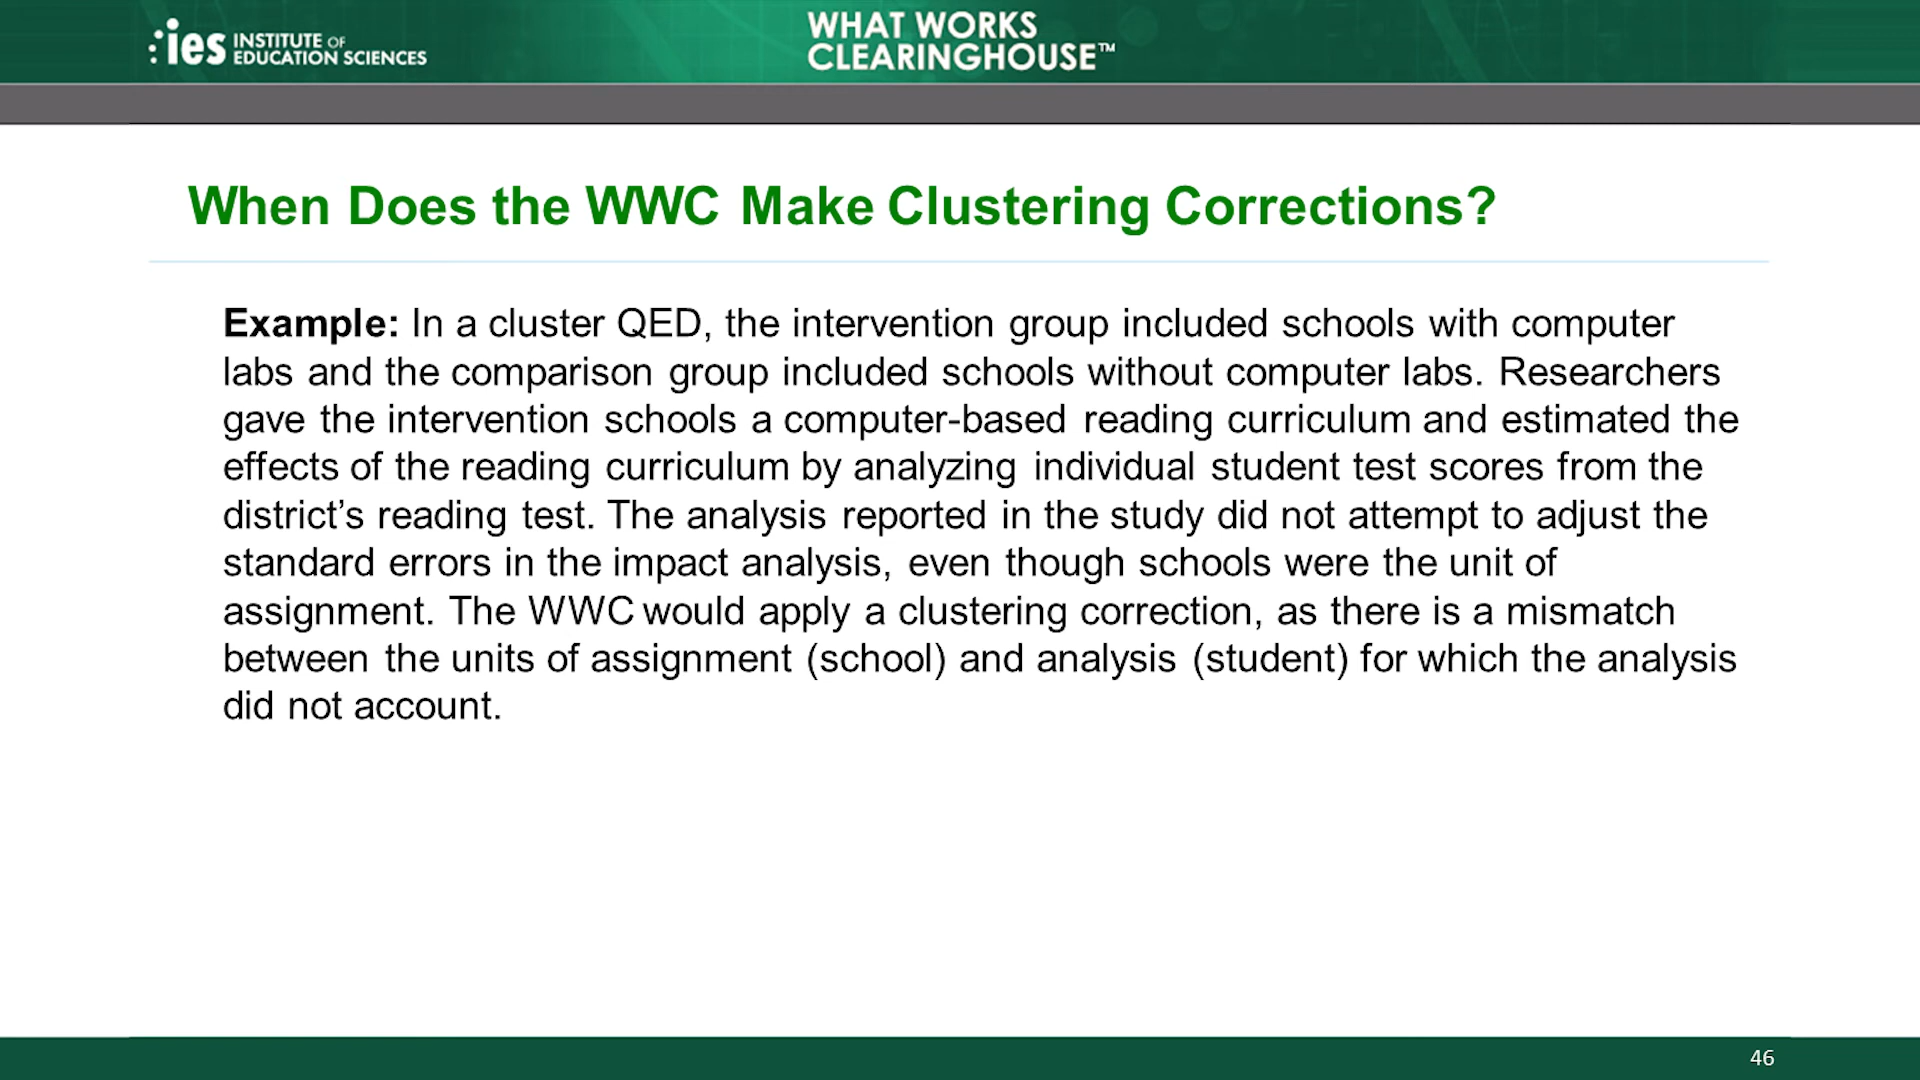 ies INSTITUTE OF
EDUCATION SCIENCES
WHAT WORKS
CLEARINGHOUSE™
When Does the WWC Make Clustering Corrections?
Example: In a cluster QED, the intervention group included schools with computer
labs and the comparison group included schools without computer labs. Researchers
gave the intervention schools a computer-based reading curriculum and estimated the
effects of the reading curriculum by analyzing individual student test scores from the
district’s reading test. The analysis reported in the study did not attempt to adjust the
standard errors in the impact analysis, even though schools were the unit of
assignment. The WWC would apply a clustering correction, as there is a mismatch
between the units of assignment (school) and analysis (student) for which the analysis
did not account.
46